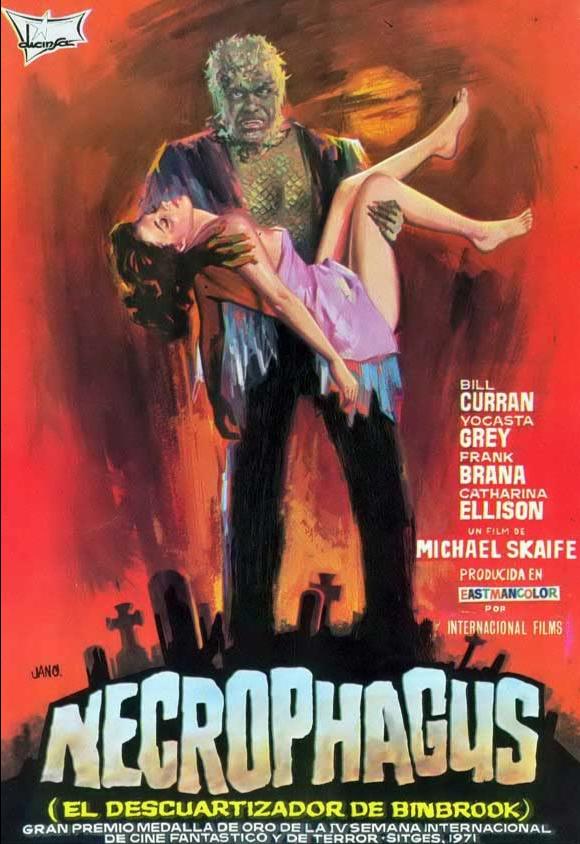 ducinsa
BILL
CURRAN
YOCASTA
GREY
FRANK
BRANA
CATHARINA
ELLISON
UN FILM DE
MICHAEL SKAIFE
PRODUCIDA EN
EASTMANCOLOR
POR
INTERNACIONAL FILMS
JANO.
NECROPHAGUS
(EL DESCUARTIZADOR DE BINBROOK)
GRAN PREMIO MEDALLA DE ORO DE LA IV SEMANA INTERNACIONAL
DE CINE FANTASTICO Y DE TERROR · SITGES, 1971